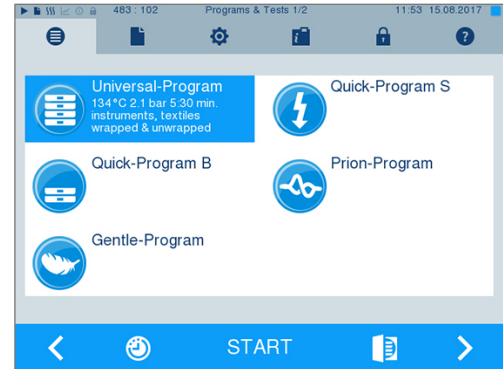 483 : 102 Programs & Tests 1/2 11:53 15.08.2017
i
?
Universal-Program
134°C 2.1 bar 5:30 min.
instruments, textiles
wrapped & unwrapped
Quick-Program S
Quick-Program B
Prion-Program
Gentle-Program
START